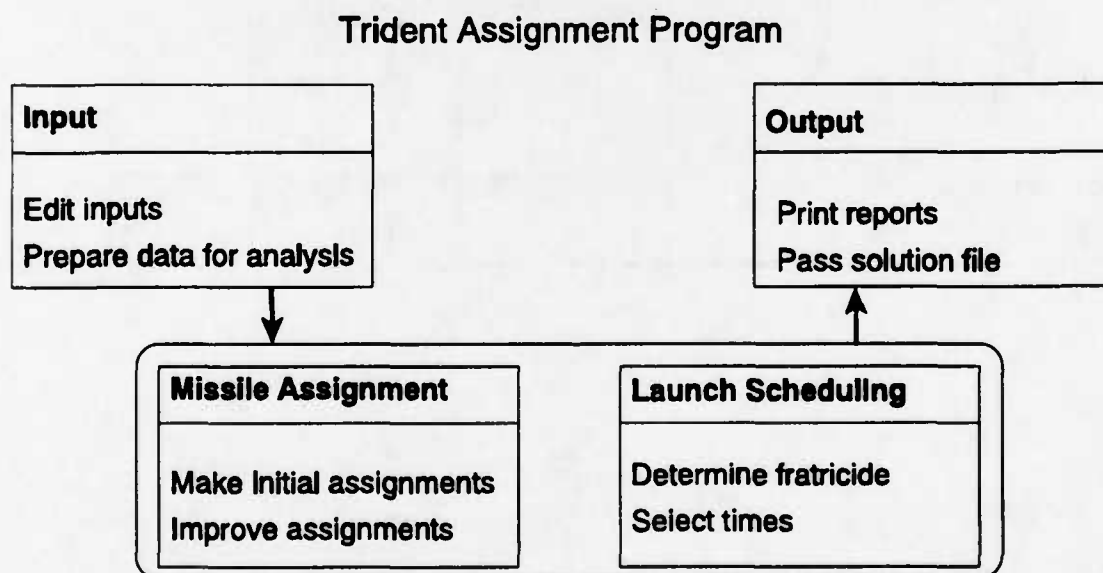 Trident Assignment Program
Input
Edit inputs
Prepare data for analysis
Output
Print reports
Pass solution file
Missile Assignment
Make Initial assignments
Improve assignments
Launch Scheduling
Determine fratricide
Select times